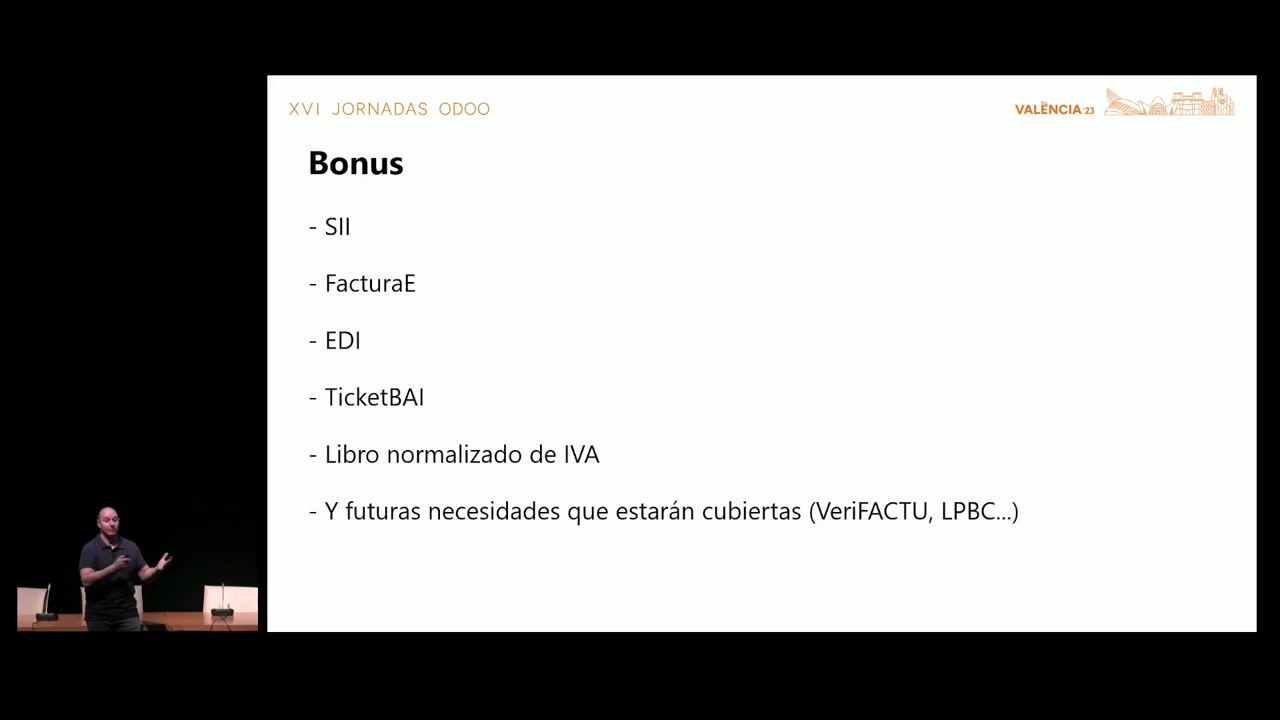 XVI JORNADAS ODOO
VALÈNCIA '23
Bonus
- SII
- FacturaE
- EDI
- TicketBAI
- Libro normalizado de IVA
- Y futuras necesidades que estarán cubiertas (VeriFACTU, LPBC...)